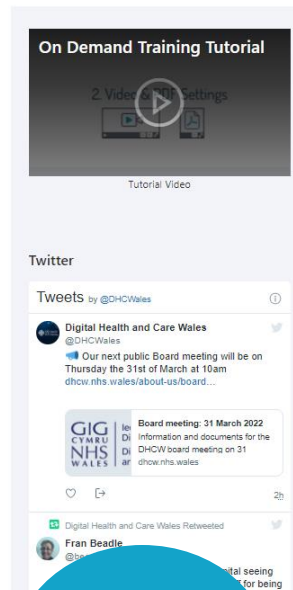 On Demand Training Tutorial
2. Video & PDF Settings
Tutorial Video
Twitter
Tweets by @DHCWales
Digital Health and Care Wales
@DHCWales
Our next public Board meeting will be on
Thursday the 31st of March at 10am
dhcw.nhs.wales/about-us/board…
GIG
CYMRU
NHS
WALES
Board meeting: 31 March 2022
Information and documents for the
DHCW board meeting on 31
dhcw.nhs.wales
2h
Digital Health and Care Wales Retweeted
Fran Beadle
seeing
for being